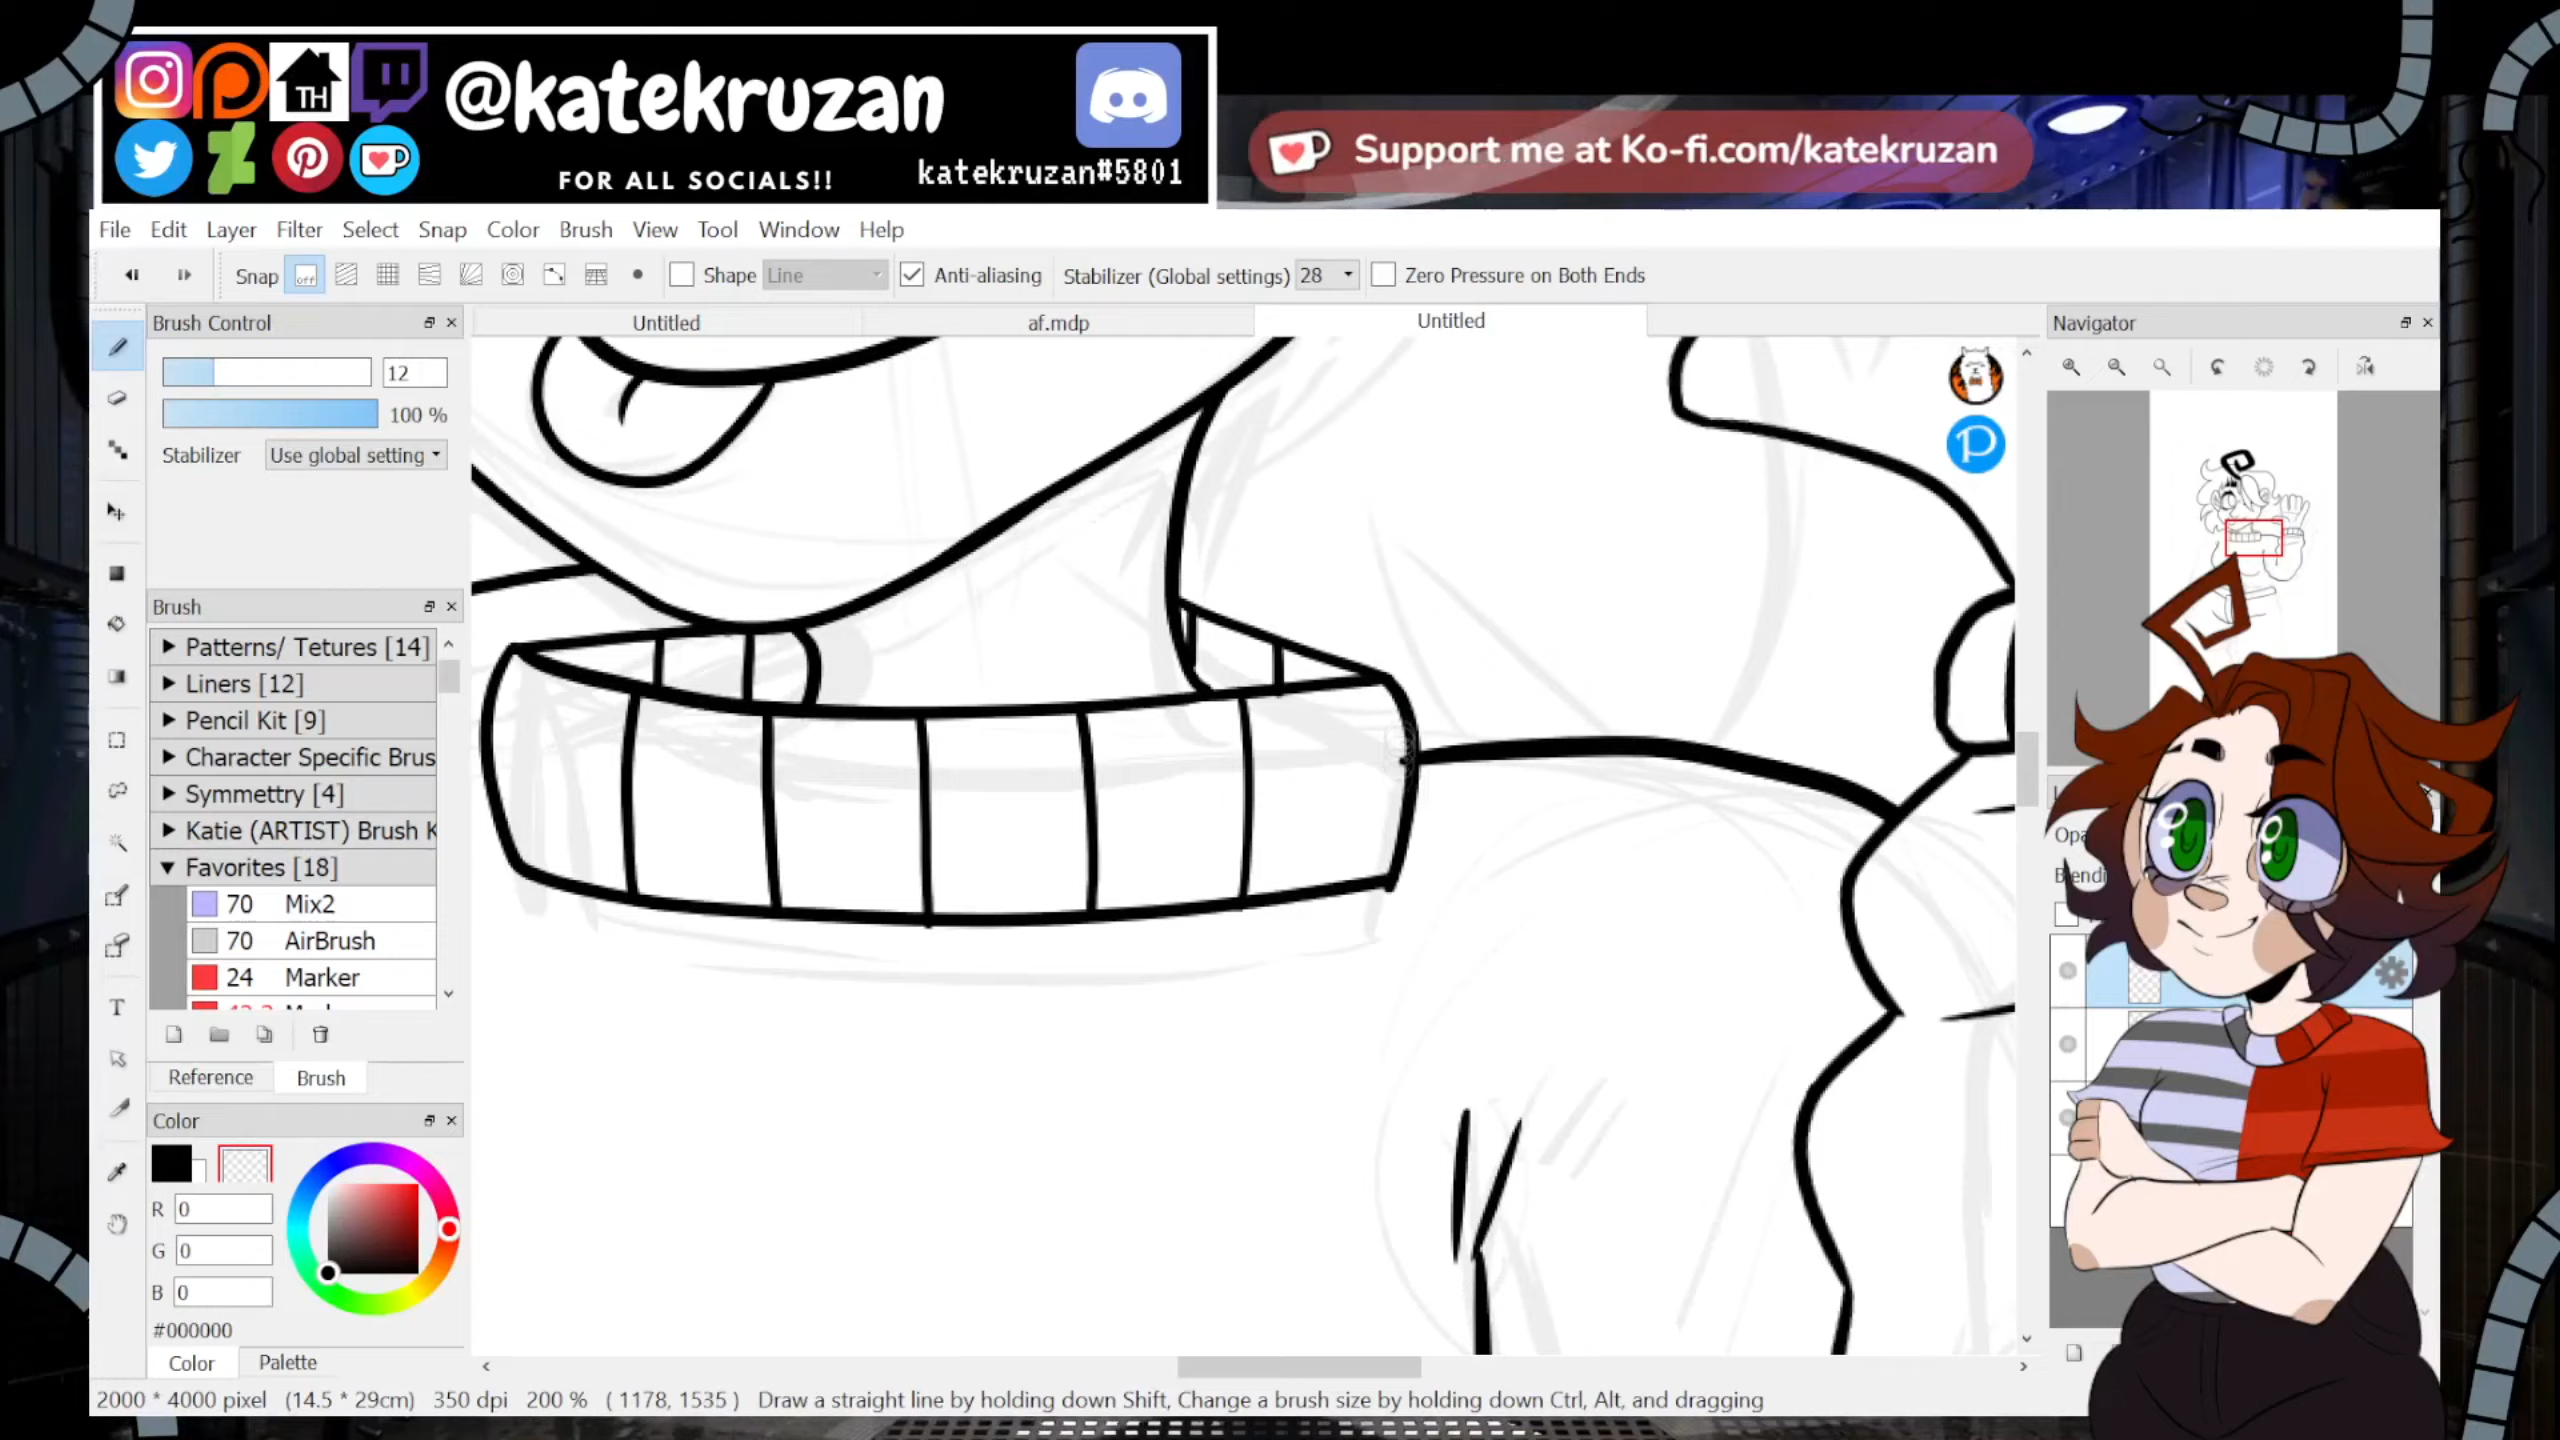 TH
@katekruzan
FOR ALL SOCIALS!!
katekruzan#5801
Support me at Ko-fi.com/katekruzan
File Edit Layer Filter Select Snap Color Brush View Tool Window Help
Snap off Shape Line Anti-aliasing Stabilizer (Global settings) 28 Zero Pressure on Both Ends
Brush Control
Untitled af.mdp Untitled
Navigator
12
100 %
Stabilizer Use global setting
Brush
Patterns/ Tetures [14]
Liners [12]
Pencil Kit [9]
Character Specific Brus
Symmettry [4]
Katie (ARTIST) Brush K
Favorites [18]
70 Mix2
70 AirBrush
24 Marker
Reference Brush
Color
R 0
G 0
B 0
#000000
Color Palette
2000 * 4000 pixel (14.5 * 29cm) 350 dpi 200 % ( 1178, 1535 ) Draw a straight line by holding down Shift, Change a brush size by holding down Ctrl, Alt, and dragging